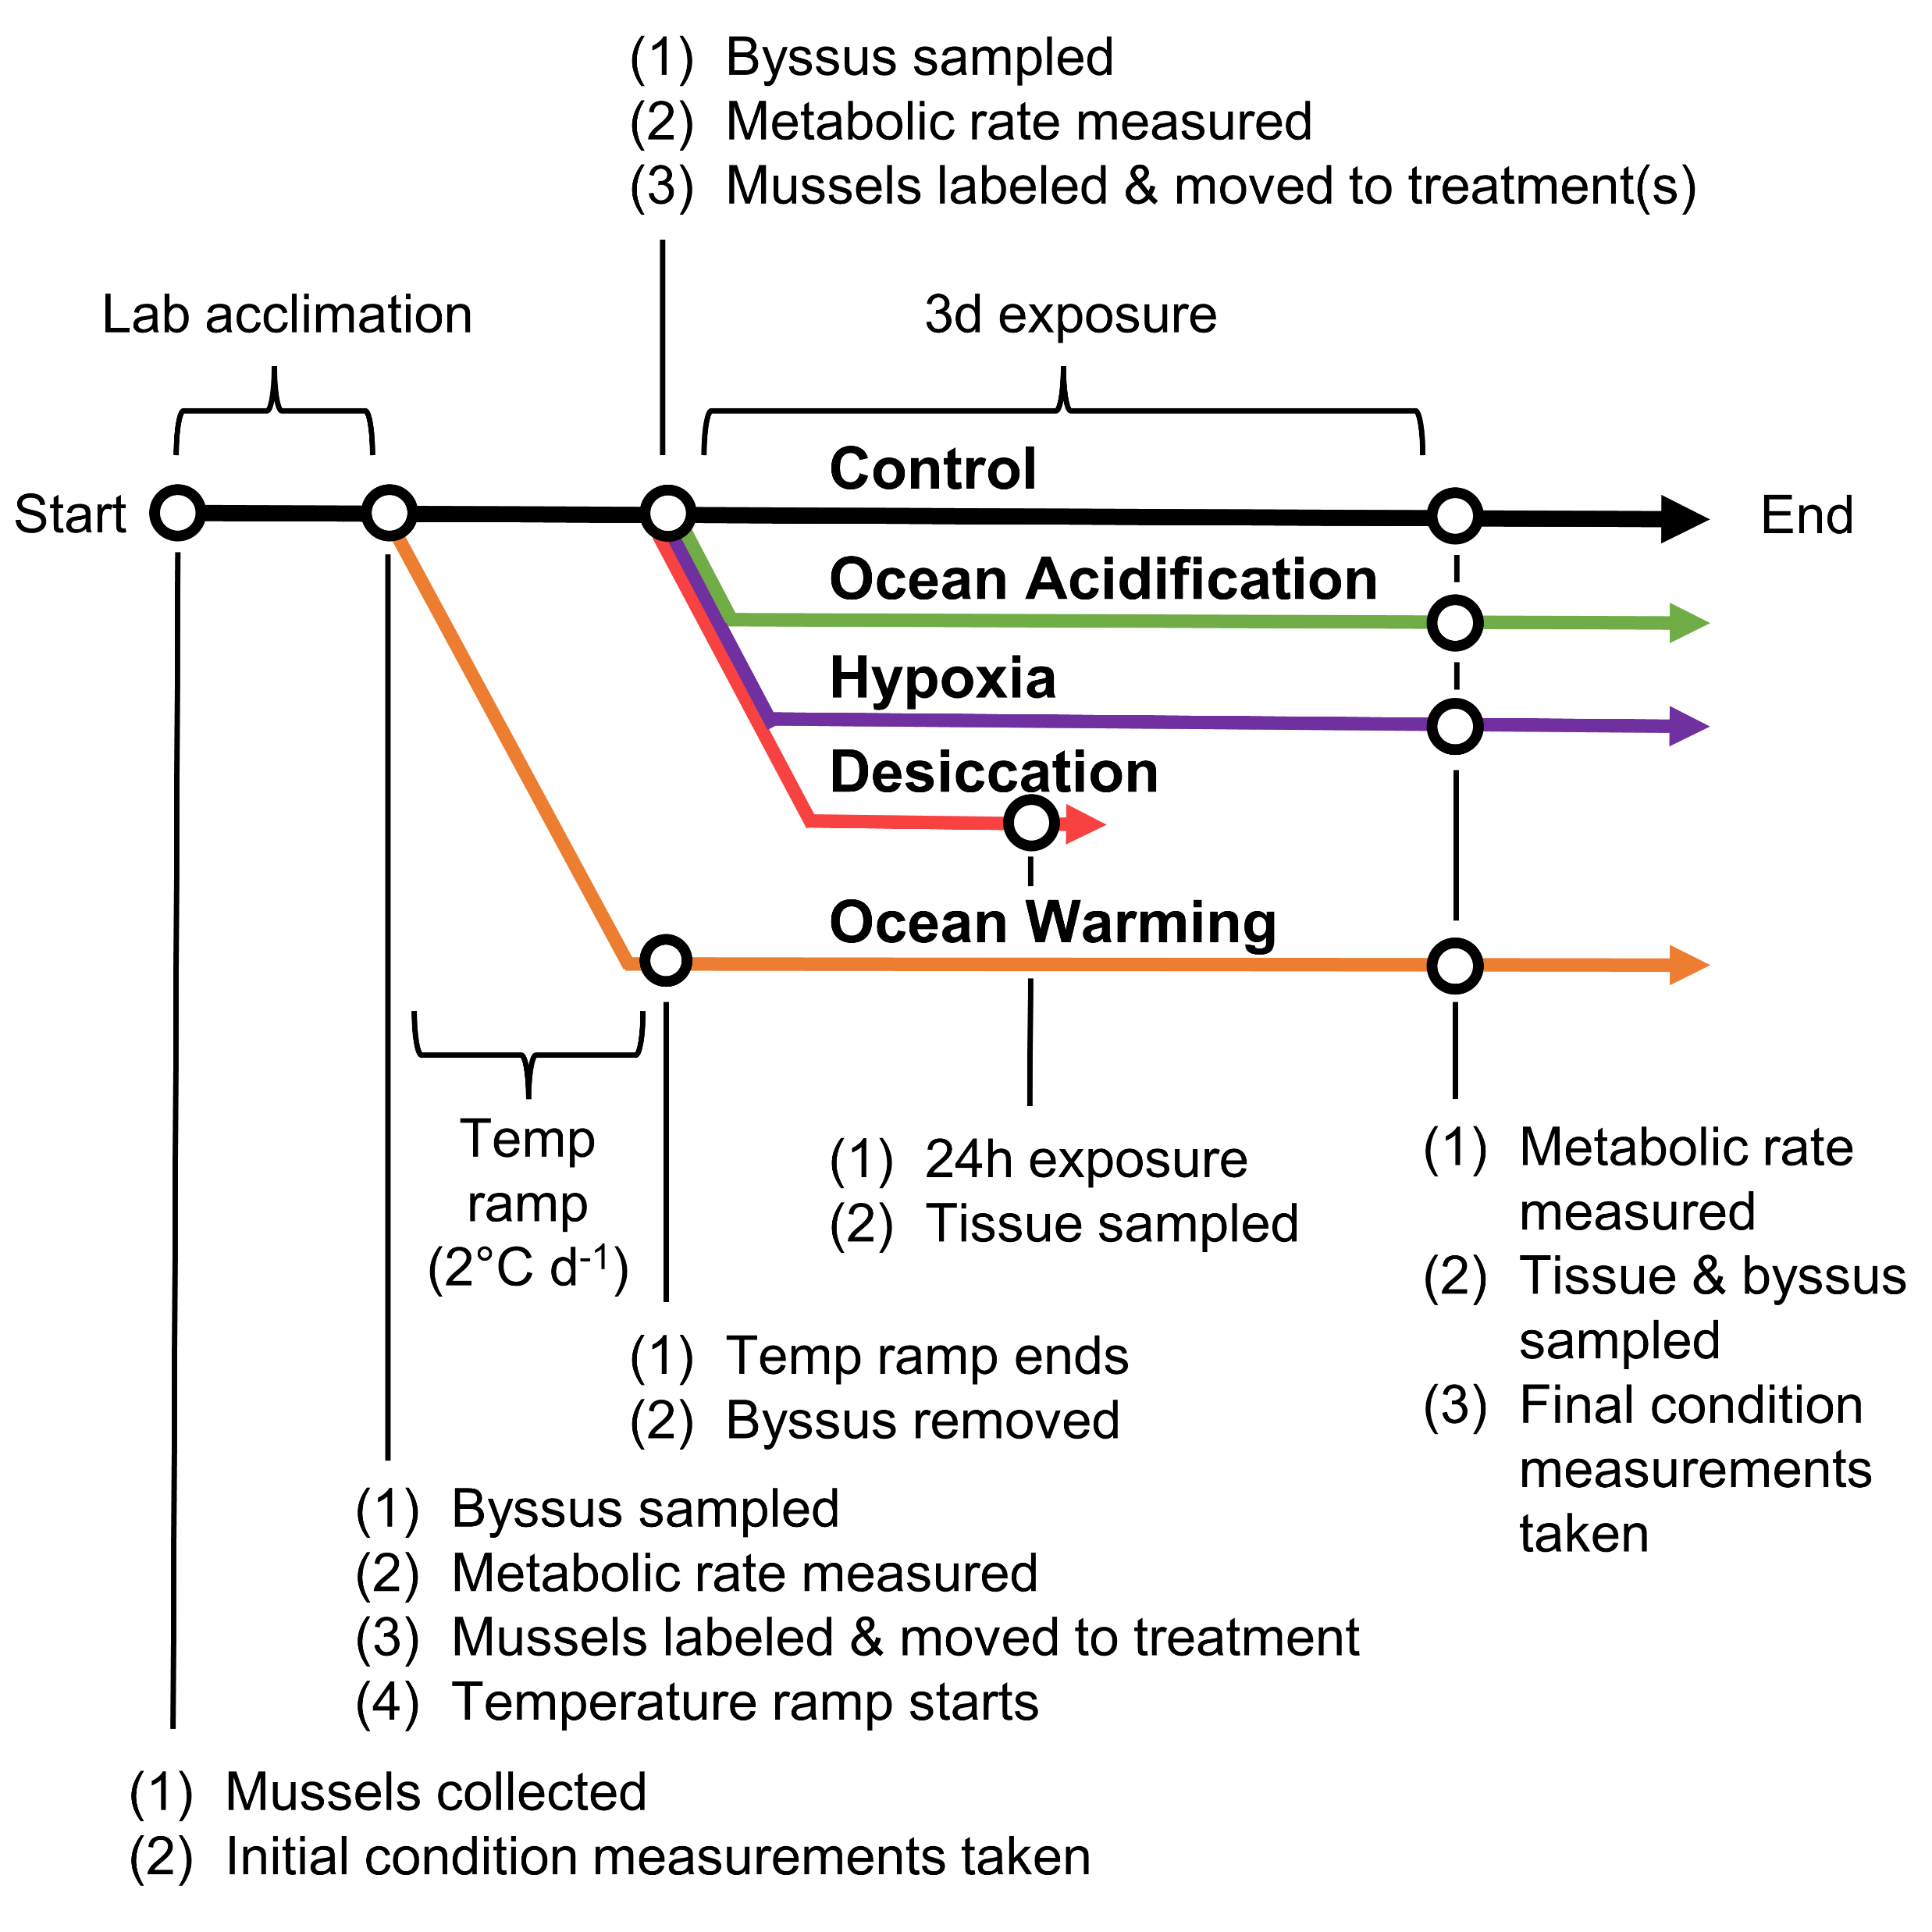 (1) Byssus sampled
(2) Metabolic rate measured
(3) Mussels labeled & moved to treatment(s)
Lab acclimation
3d exposure
Control
Start
End
Ocean Acidification
Hypoxia
Desiccation
Ocean Warming
Temp
ramp
(2°C d-1)
(1) 24h exposure
(2) Tissue sampled
(1) Metabolic rate
measured
(2) Tissue & byssus
sampled
(3) Final condition
measurements
taken
(1) Temp ramp ends
(2) Byssus removed
(1) Byssus sampled
(2) Metabolic rate measured
(3) Mussels labeled & moved to treatment
(4) Temperature ramp starts
(1) Mussels collected
(2) Initial condition measurements taken